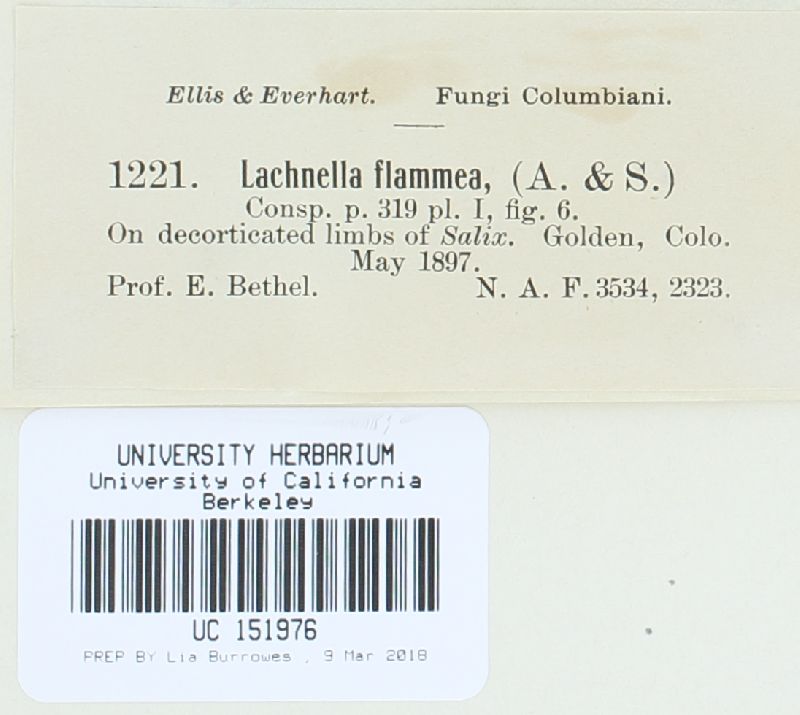 Ellis & Everhart. Fungi Columbiani.
1221. Lachnella flammea, (A. & S.)
Consp. p. 319 pl. I, fig. 6.
On decorticated limbs of Salix. Golden, Colo.
May 1897.
Prof. E. Bethel. N. A. F. 3534, 2323.
UNIVERSITY HERBARIUM
University of California
Berkeley
UC 151976
PREP BY Lia Burrowes , 9 Mar 2018